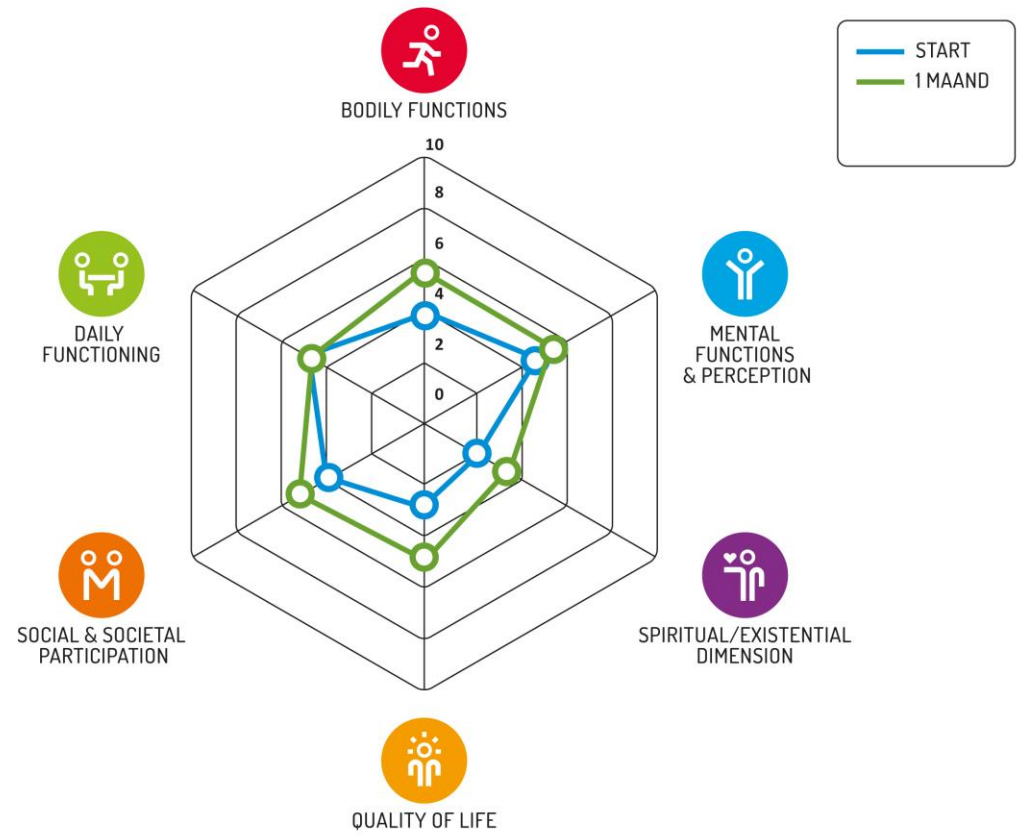 START
1 MAAND
BODILY FUNCTIONS
10
8
6
4
2
0
DAILY
FUNCTIONING
MENTAL
FUNCTIONS
& PERCEPTION
SOCIAL & SOCIETAL
PARTICIPATION
SPIRITUAL/EXISTENTIAL
DIMENSION
QUALITY OF LIFE